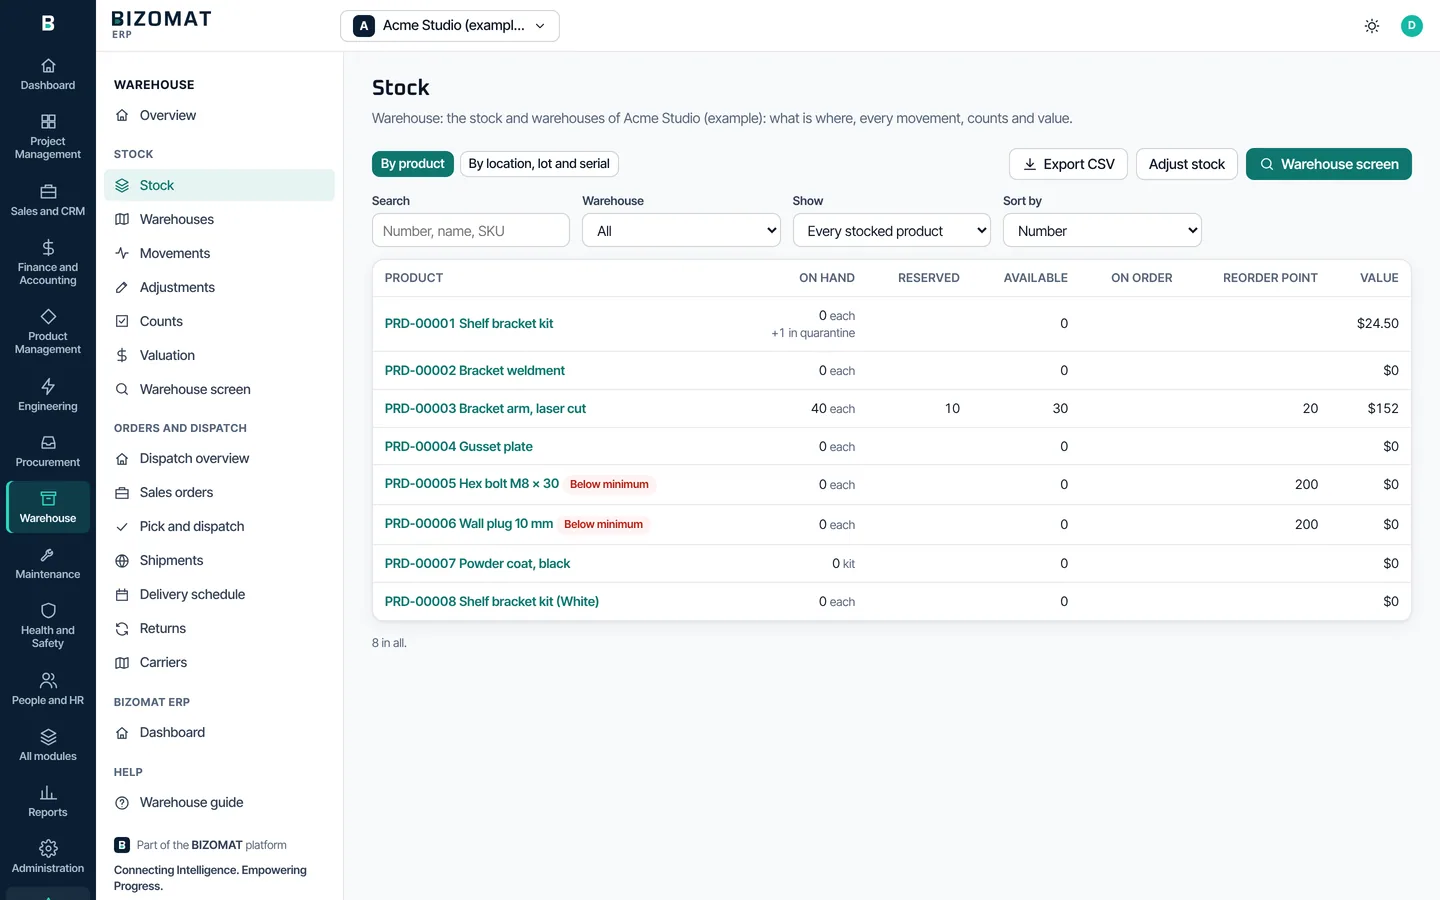 B
Dashboard
Project
Management
Sales and CRM
Finance and
Accounting
Product
Management
Engineering
Procurement
Warehouse
Maintenance
Health and
Safety
People and HR
All modules
Reports
Administration
BIZOMAT
ERP
A Acme Studio (exampl...
D
WAREHOUSE
Overview
STOCK
Stock
Warehouses
Movements
Adjustments
Counts
Valuation
Warehouse screen
ORDERS AND DISPATCH
Dispatch overview
Sales orders
Pick and dispatch
Shipments
Delivery schedule
Returns
Carriers
BIZOMAT ERP
Dashboard
HELP
Warehouse guide
B Part of the BIZOMAT platform
Connecting Intelligence. Empowering
Progress.
Stock
Warehouse: the stock and warehouses of Acme Studio (example): what is where, every movement, counts and value.
By product By location, lot and serial Export CSV Adjust stock Warehouse screen
Search Warehouse Show Sort by
Number, name, SKU All Every stocked product Number
PRODUCT ON HAND RESERVED AVAILABLE ON ORDER REORDER POINT VALUE
PRD-00001 Shelf bracket kit 0 each 0 $24.50
+1 in quarantine
PRD-00002 Bracket weldment 0 each 0 $0
PRD-00003 Bracket arm, laser cut 40 each 10 30 20 $152
PRD-00004 Gusset plate 0 each 0 $0
PRD-00005 Hex bolt M8 × 30 Below minimum 0 each 0 200 $0
PRD-00006 Wall plug 10 mm Below minimum 0 each 0 200 $0
PRD-00007 Powder coat, black 0 kit 0 $0
PRD-00008 Shelf bracket kit (White) 0 each 0 $0
8 in all.